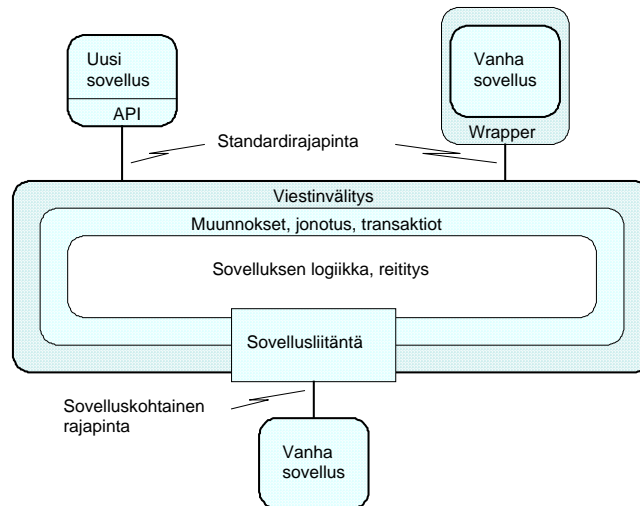 Uusi
sovellus
API
Vanha
sovellus
Wrapper
Standardirajapinta
Viestinvälitys
Muunnokset, jonotus, transaktiot
Sovelluksen logiikka, reititys
Sovellusliitäntä
Sovelluskohtainen
rajapinta
Vanha
sovellus